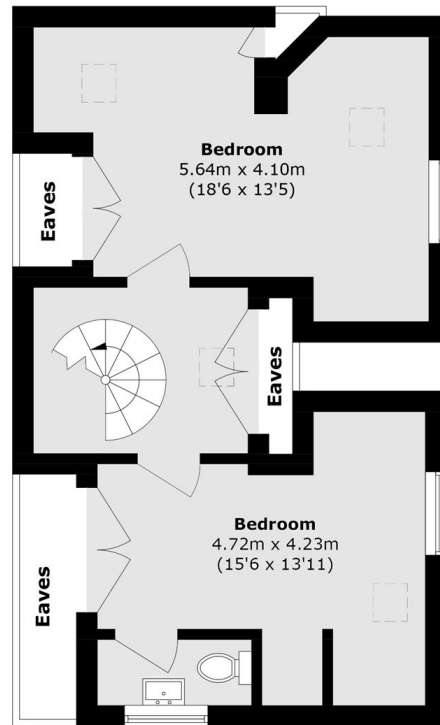 Bedroom
5.64m x 4.10m
(18'6 x 13'5)
Eaves
Eaves
Bedroom
4.72m x 4.23m
(15'6 x 13'11)
Eaves